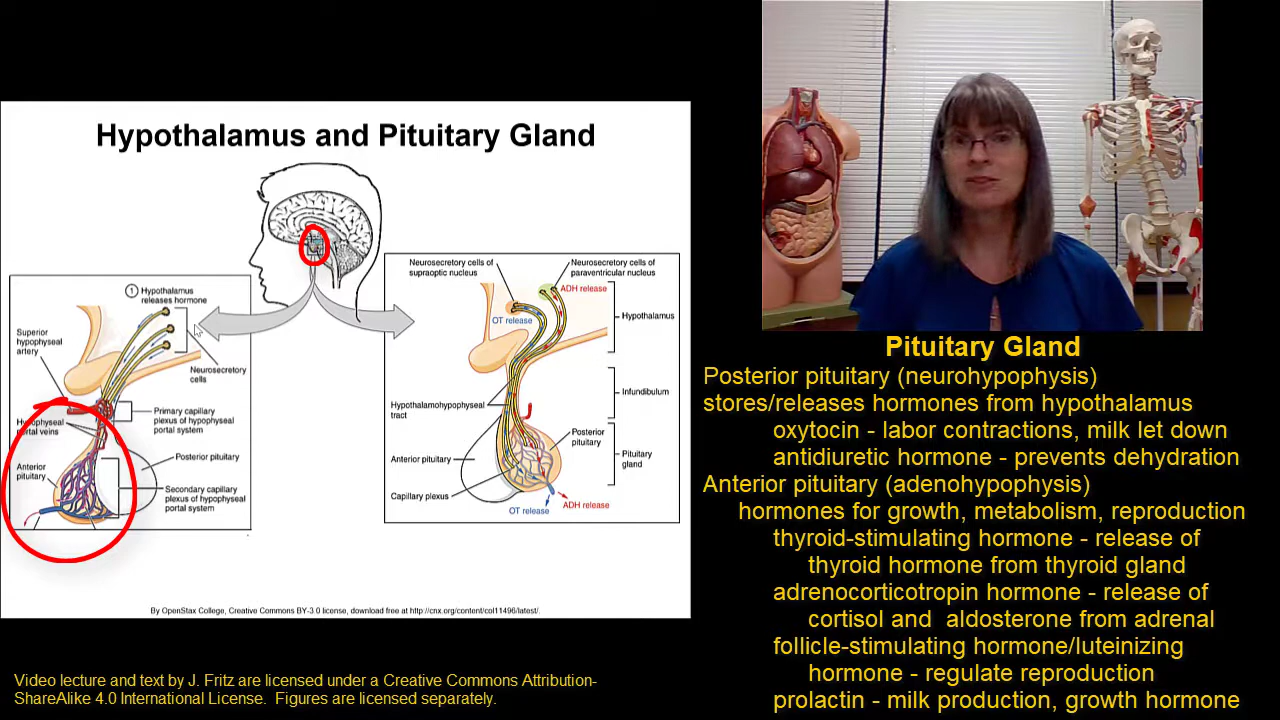 Hypothalamus and Pituitary Gland
1 Hypothalamus
releases hormone
Superior
hypophyseal
artery
Neurosecretory
cells
Hypophyseal
portal veins
Primary capillary
plexus of hypophyseal
portal system
Anterior
pituitary
Posterior pituitary
Secondary capillary
plexus of hypophyseal
portal system
Neurosecretory cells of
supraoptic nucleus
Neurosecretory cells of
paraventricular nucleus
ADH release
OT release
Hypothalamus
Infundibulum
Hypothalamohypophyseal
tract
Posterior
pituitary
Anterior pituitary
Pituitary
gland
Capillary plexus
OT release
ADH release
By OpenStax College, Creative Commons BY-3.0 license, download free at http://cnx.org/content/col11496/latest/.
Video lecture and text by J. Fritz are licensed under a Creative Commons Attribution-
ShareAlike 4.0 International License.  Figures are licensed separately.
Pituitary Gland
Posterior pituitary (neurohypophysis)
stores/releases hormones from hypothalamus
oxytocin - labor contractions, milk let down
antidiuretic hormone - prevents dehydration
Anterior pituitary (adenohypophysis)
hormones for growth, metabolism, reproduction
thyroid-stimulating hormone - release of
thyroid hormone from thyroid gland
adrenocorticotropin hormone - release of
cortisol and  aldosterone from adrenal
follicle-stimulating hormone/luteinizing
hormone - regulate reproduction
prolactin - milk production, growth hormone